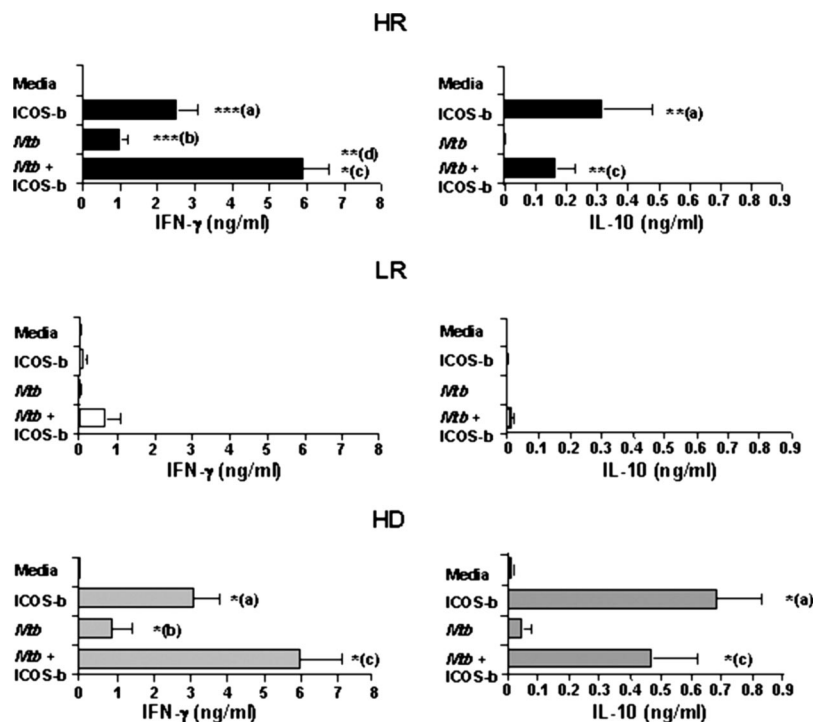 HR
Media
ICOS-b ***(a)
Mtb ***(b)
**(d)
Mtb + *(c)
ICOS-b
0 1 2 3 4 5 6 7 8
IFN-γ (ng/ml)
ICOS-b **(a)
Mtb
Mtb + **(c)
ICOS-b
0 0.1 0.2 0.3 0.4 0.5 0.6 0.7 0.8 0.9
IL-10 (ng/ml)
Media
LR
Media
ICOS-b
Mtb
Mtb +
ICOS-b
0 1 2 3 4 5 6 7 8
IFN-γ (ng/ml)
Media
ICOS-b
Mtb
Mtb +
ICOS-b
0 0.1 0.2 0.3 0.4 0.5 0.6 0.7 0.8 0.9
IL-10 (ng/ml)
HD
Media
ICOS-b *(a)
Mtb *(b)
Mtb + *(c)
ICOS-b
0 1 2 3 4 5 6 7 8
IFN-γ (ng/ml)
Media
ICOS-b *(a)
Mtb
Mtb + *(c)
ICOS-b
0 0.1 0.2 0.3 0.4 0.5 0.6 0.7 0.8 0.9
IL-10 (ng/ml)